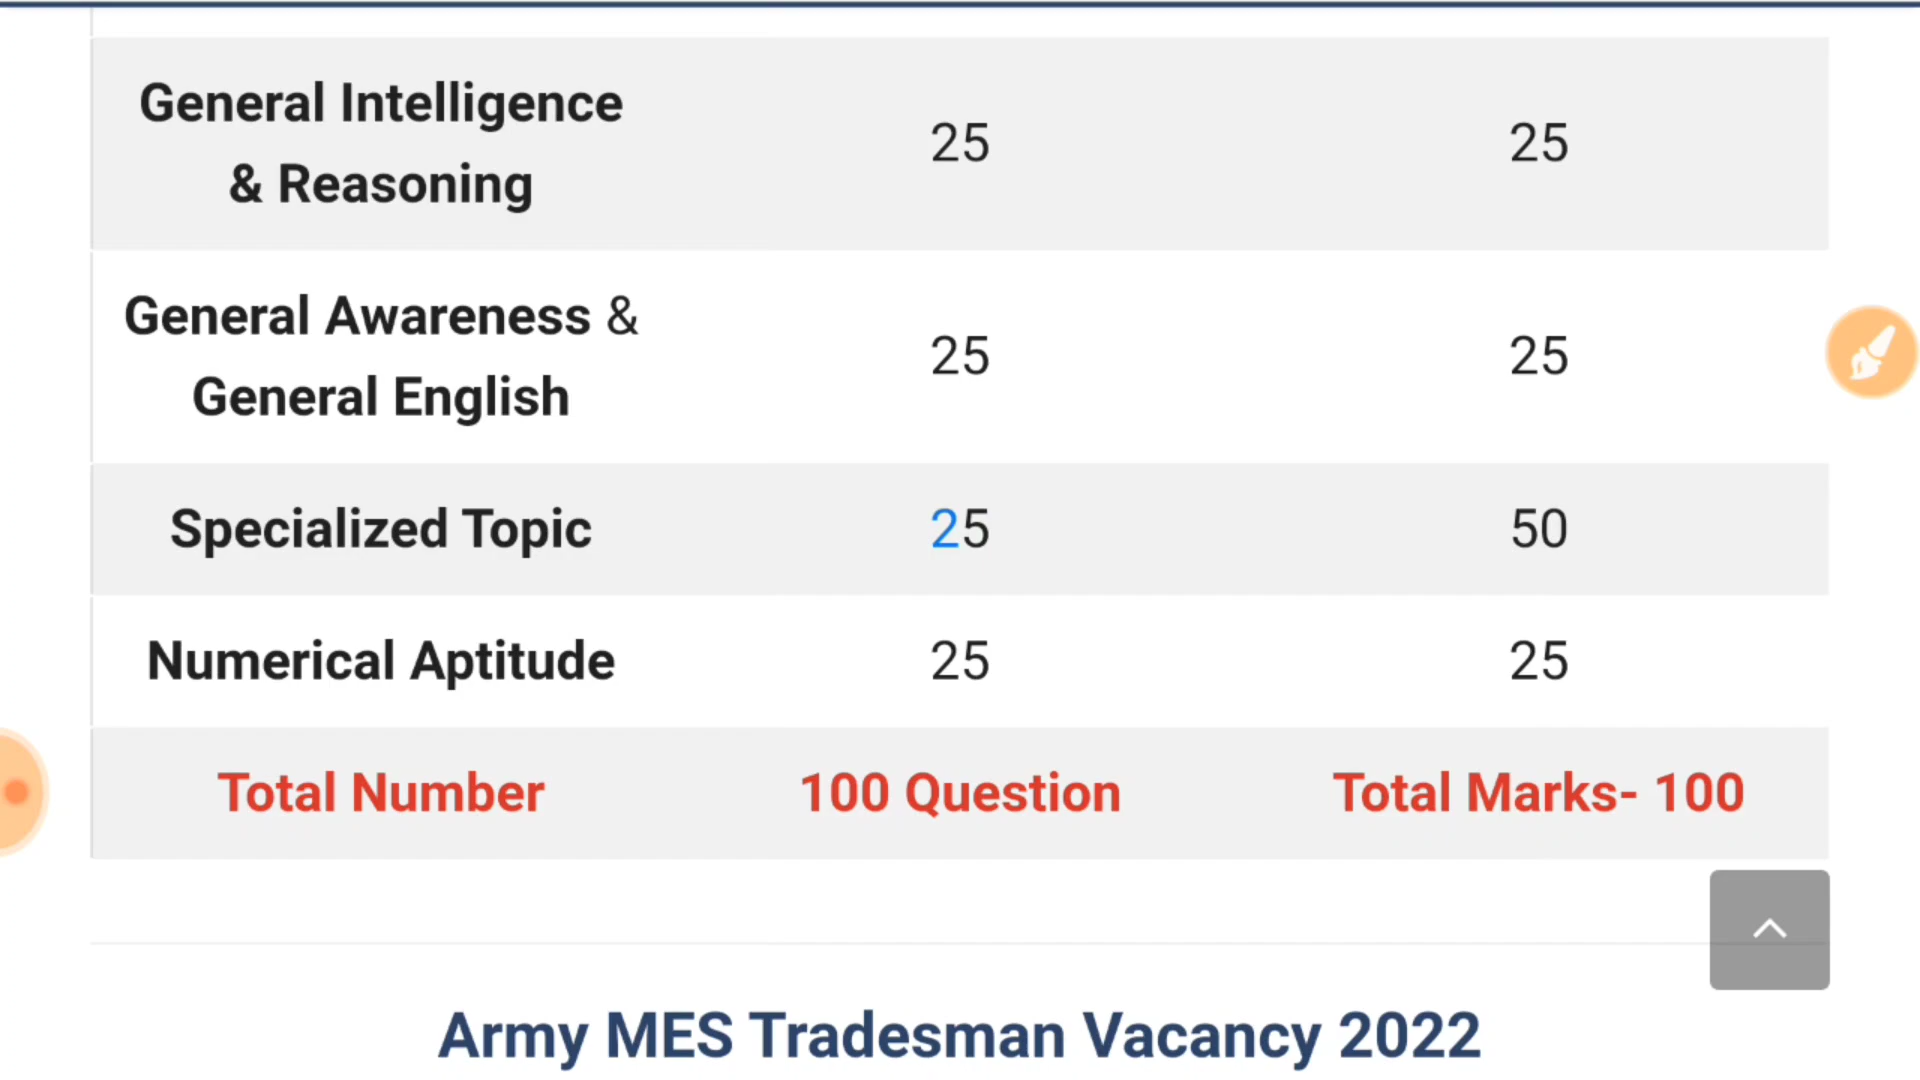 General Intelligence
& Reasoning
25
25
General Awareness &
General English
25
25
Specialized Topic
25
50
Numerical Aptitude
25
25
Total Number
100 Question
Total Marks- 100
Army MES Tradesman Vacancy 2022